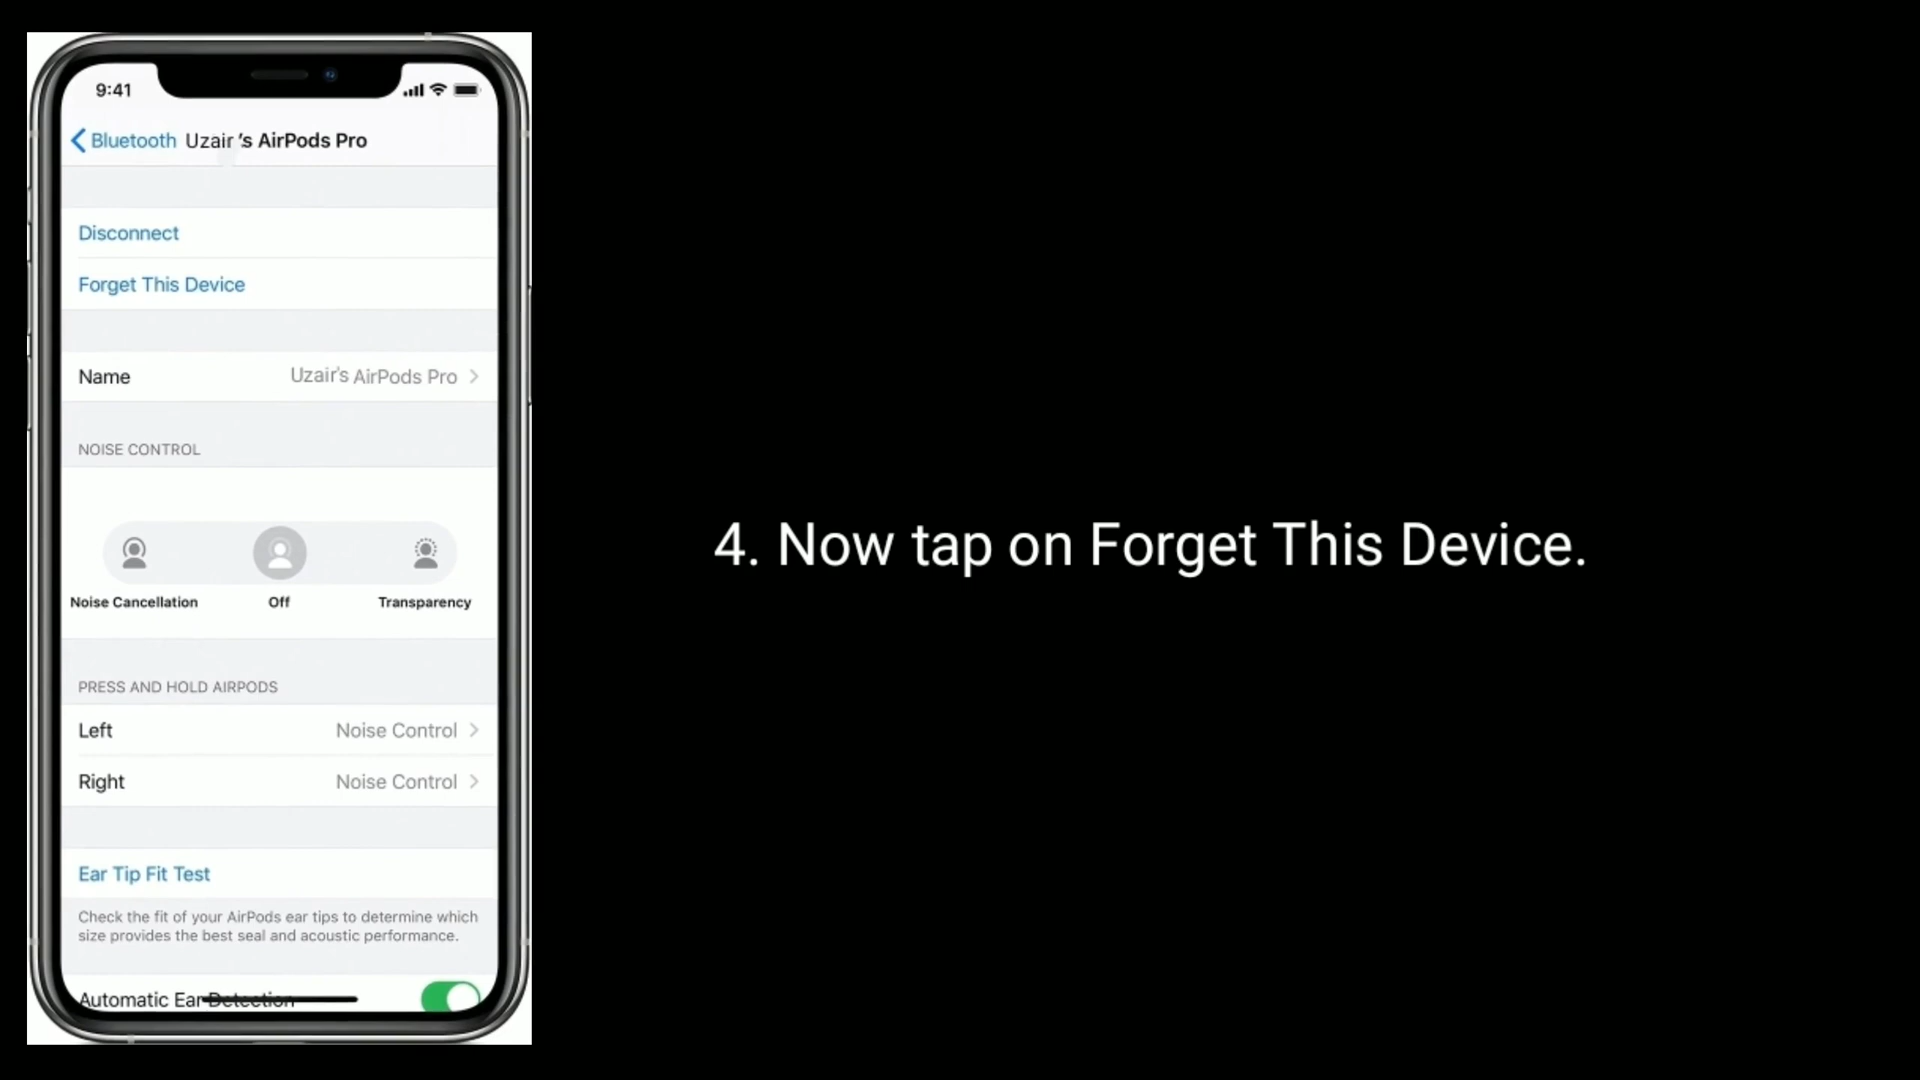 9:41
Bluetooth Uzair 's AirPods Pro
Disconnect
Forget This Device
Name Uzair's AirPods Pro
NOISE CONTROL
Noise Cancellation Off Transparency
PRESS AND HOLD AIRPODS
Left Noise Control
Right Noise Control
Ear Tip Fit Test
Check the fit of your AirPods ear tips to determine which
size provides the best seal and acoustic performance.
Automatic Ear Detection
4. Now tap on Forget This Device.